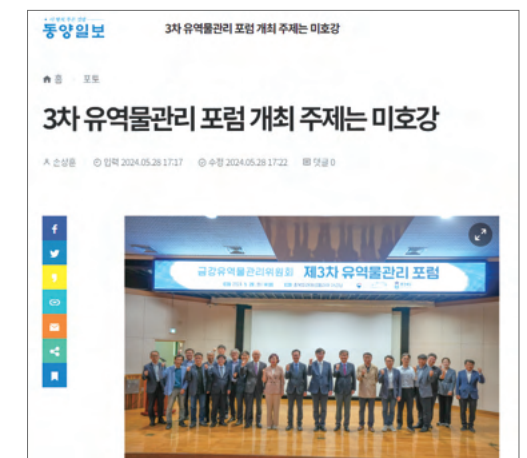 동양일보
3차 유역물관리 포럼 개최 주제는 미호강
홈 포토
3차 유역물관리 포럼 개최 주제는 미호강
손상훈 입력 2024.05.28 17:17 수정 2024.05.28 17:22 댓글 0
금강유역물관리위원회 제3차 유역물관리 포럼